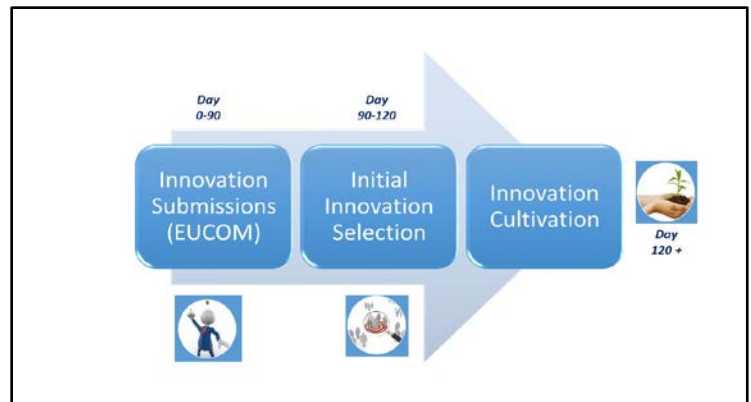 Day
0-90
Day
90-120
Innovation
Submissions
(EUCOM)
Initial
Innovation
Selection
Innovation
Cultivation
Day
120 +